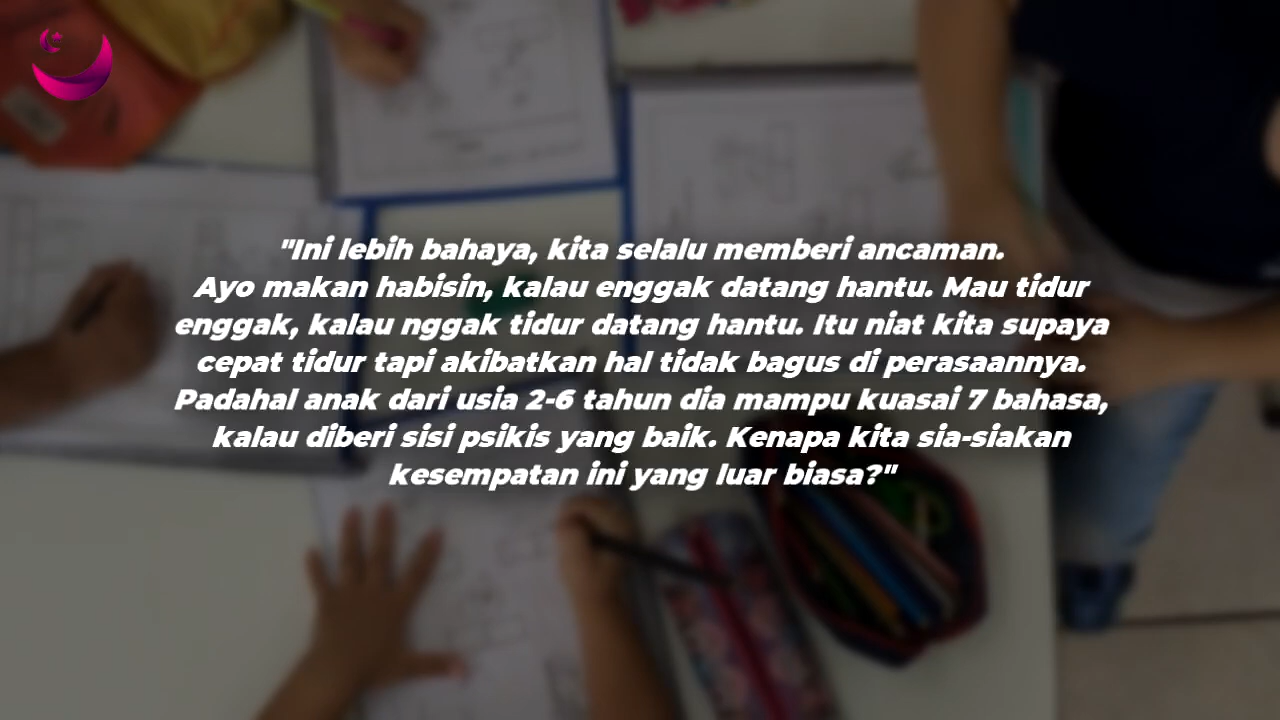 "Ini lebih bahaya, kita selalu memberi ancaman.
Ayo makan habisin, kalau enggak datang hantu. Mau tidur
enggak, kalau nggak tidur datang hantu. Itu niat kita supaya
cepat tidur tapi akibatkan hal tidak bagus di perasaannya.
Padahal anak dari usia 2-6 tahun dia mampu kuasai 7 bahasa,
kalau diberi sisi psikis yang baik. Kenapa kita sia-siakan
kesempatan ini yang luar biasa?"